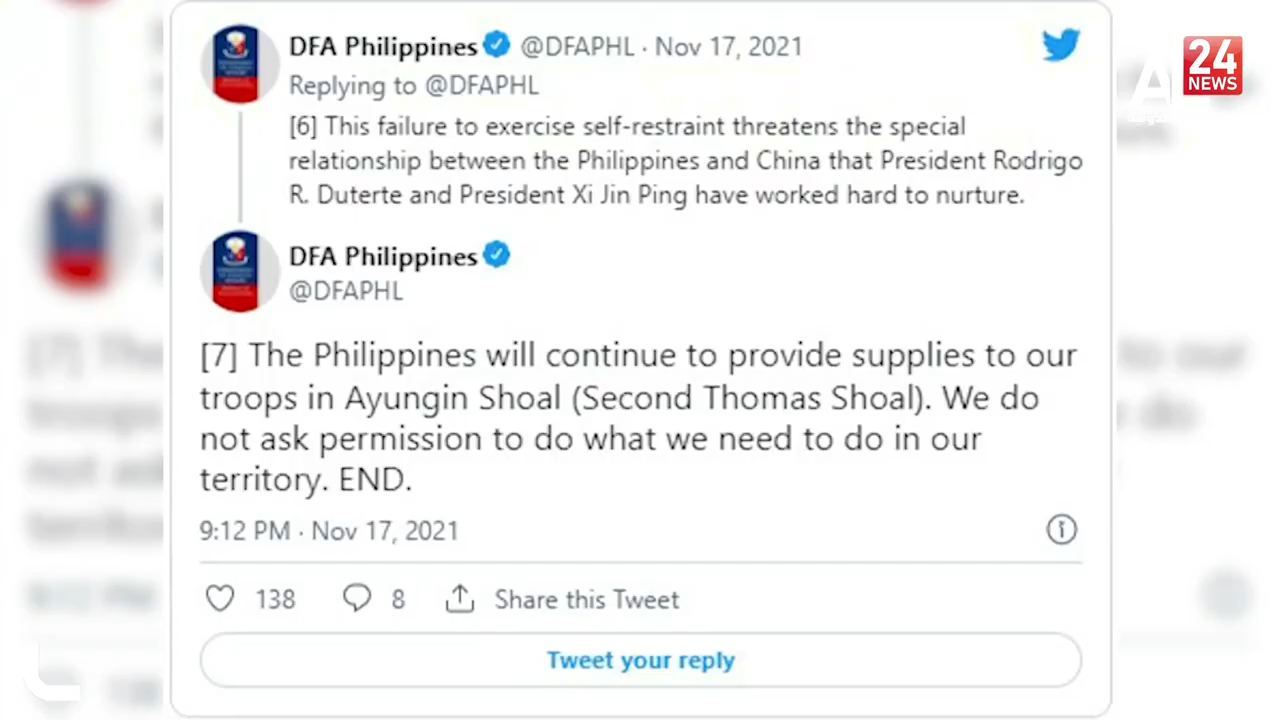 DFA Philippines @DFAPHL · Nov 17, 2021
Replying to @DFAPHL
[6] This failure to exercise self-restraint threatens the special
relationship between the Philippines and China that President Rodrigo
R. Duterte and President Xi Jin Ping have worked hard to nurture.
DFA Philippines
@DFAPHL
[7] The Philippines will continue to provide supplies to our
troops in Ayungin Shoal (Second Thomas Shoal). We do
not ask permission to do what we need to do in our
territory. END.
9:12 PM · Nov 17, 2021
138 8 Share this Tweet
Tweet your reply
24
NEWS